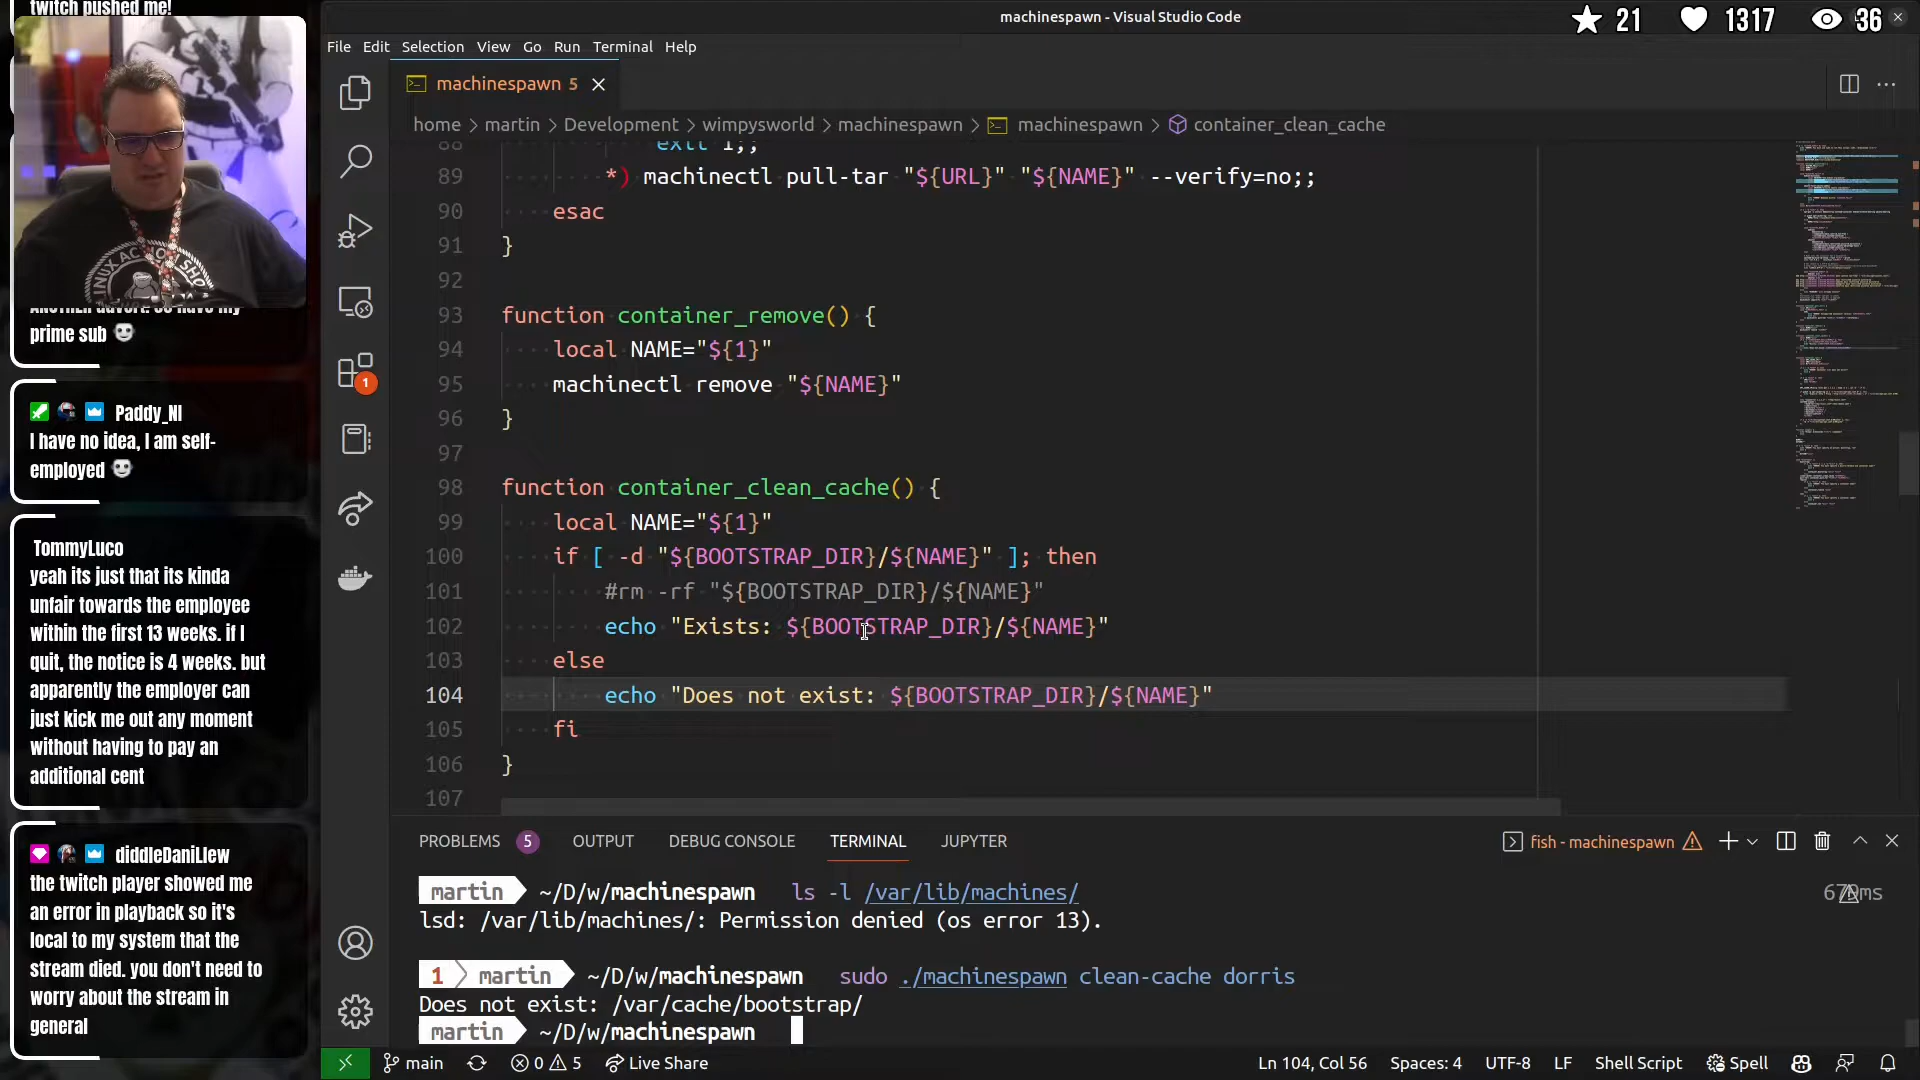 twitch pushed me!
prime sub
Paddy_NI
I have no idea, I am self-
employed
TommyLuco
yeah its just that its kinda
unfair towards the employee
within the first 13 weeks. if I
quit, the notice is 4 weeks. but
apparently the employer can
just kick me out any moment
without having to pay an
additional cent
diddleDaniLlew
the twitch player showed me
an error in playback so it's
local to my system that the
stream died. you don't need to
worry about the stream in
general
machinespawn - Visual Studio Code
21 1317 36
File Edit Selection View Go Run Terminal Help
machinespawn 5
home > martin > Development > wimpysworld > machinespawn > machinespawn > container_clean_cache
88 exit 1;;
89 *) machinectl pull-tar "${URL}" "${NAME}" --verify=no;;
90 esac
91 }
92
93 function container_remove() {
94 local NAME="${1}"
95 machinectl remove "${NAME}"
96 }
97
98 function container_clean_cache() {
99 local NAME="${1}"
100 if [ -d "${BOOTSTRAP_DIR}/${NAME}" ]; then
101 #rm -rf "${BOOTSTRAP_DIR}/${NAME}"
102 echo "Exists: ${BOOTSTRAP_DIR}/${NAME}"
103 else
104 echo "Does not exist: ${BOOTSTRAP_DIR}/${NAME}"
105 fi
106 }
107
1
PROBLEMS 5 OUTPUT DEBUG CONSOLE TERMINAL JUPYTER
fish - machinespawn
martin ~/D/w/machinespawn ls -l /var/lib/machines/
lsd: /var/lib/machines/: Permission denied (os error 13).
1 martin ~/D/w/machinespawn sudo ./machinespawn clean-cache dorris
Does not exist: /var/cache/bootstrap/
martin ~/D/w/machinespawn
main 0 5 Live Share
Ln 104, Col 56 Spaces: 4 UTF-8 LF Shell Script Spell